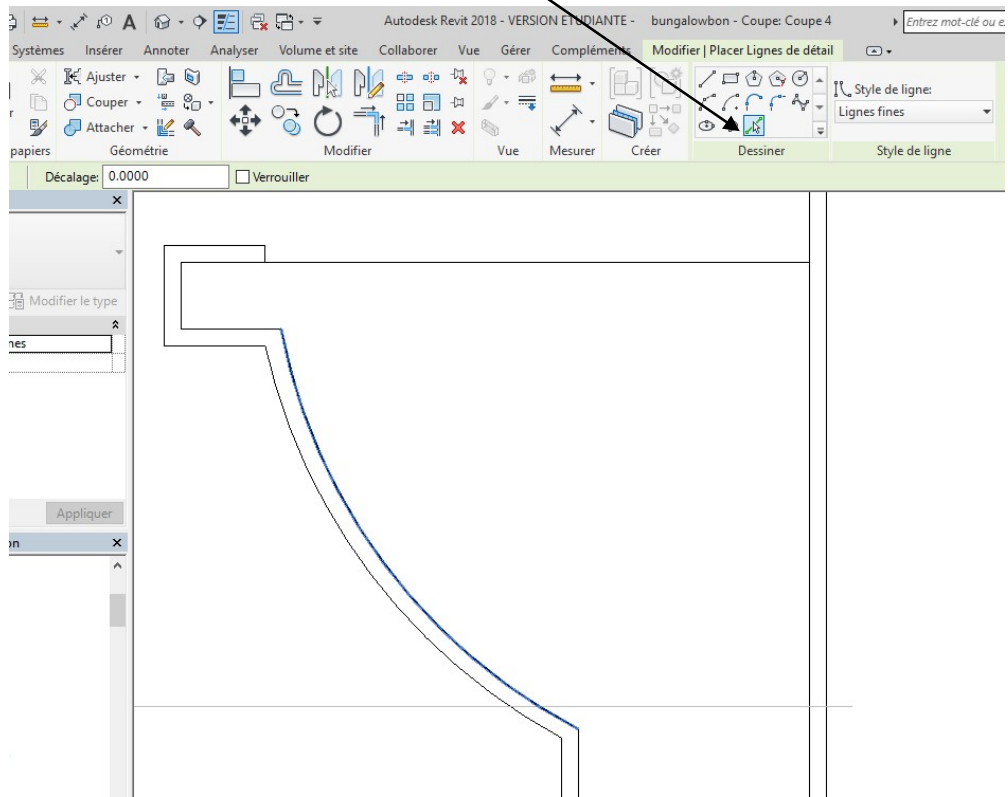 A Autodesk Revit 2018 - VERSION ETUDIANTE - bungalowbon - Coupe: Coupe 4 Entrez mot-clé ou e
Systèmes Insérer Annoter Analyser Volume et site Collaborer Vue Gérer Compléments Modifier | Placer Lignes de détail
Ajuster
Couper
Attacher
Style de ligne:
Lignes fines
papiers Géométrie Modifier Vue Mesurer Créer Dessiner Style de ligne
Décalage: 0.0000 Verrouiller
Modifier le type
nes
Appliquer
on